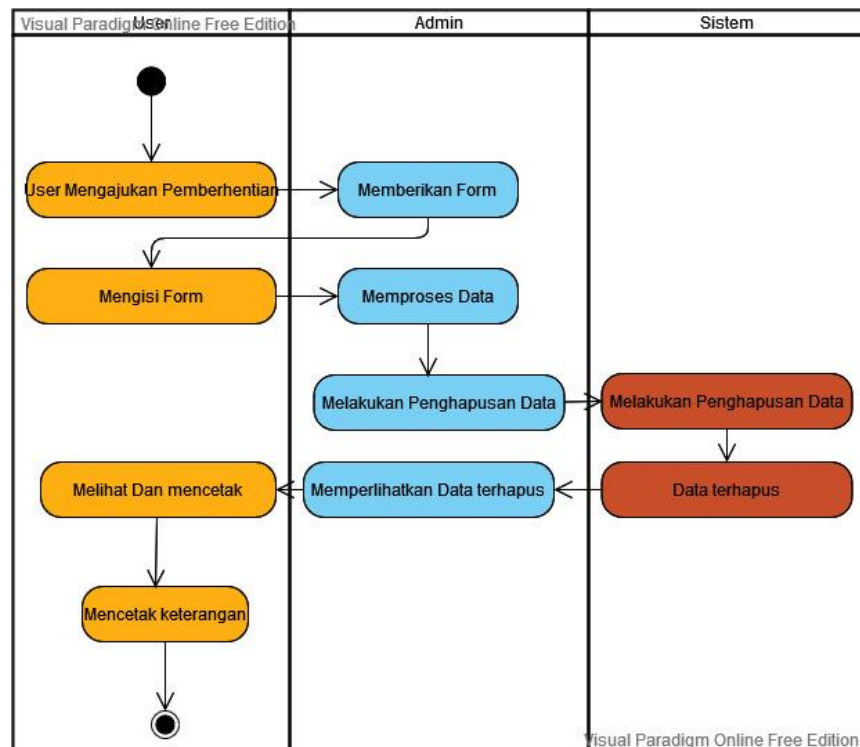 Visual Paradigm Online Free Edition
User
Admin
Sistem
User Mengajukan Pemberhentian
Memberikan Form
Mengisi Form
Memproses Data
Melakukan Penghapusan Data
Melakukan Penghapusan Data
Melihat Dan mencetak
Memperlihatkan Data terhapus
Data terhapus
Mencetak keterangan
Visual Paradigm Online Free Edition